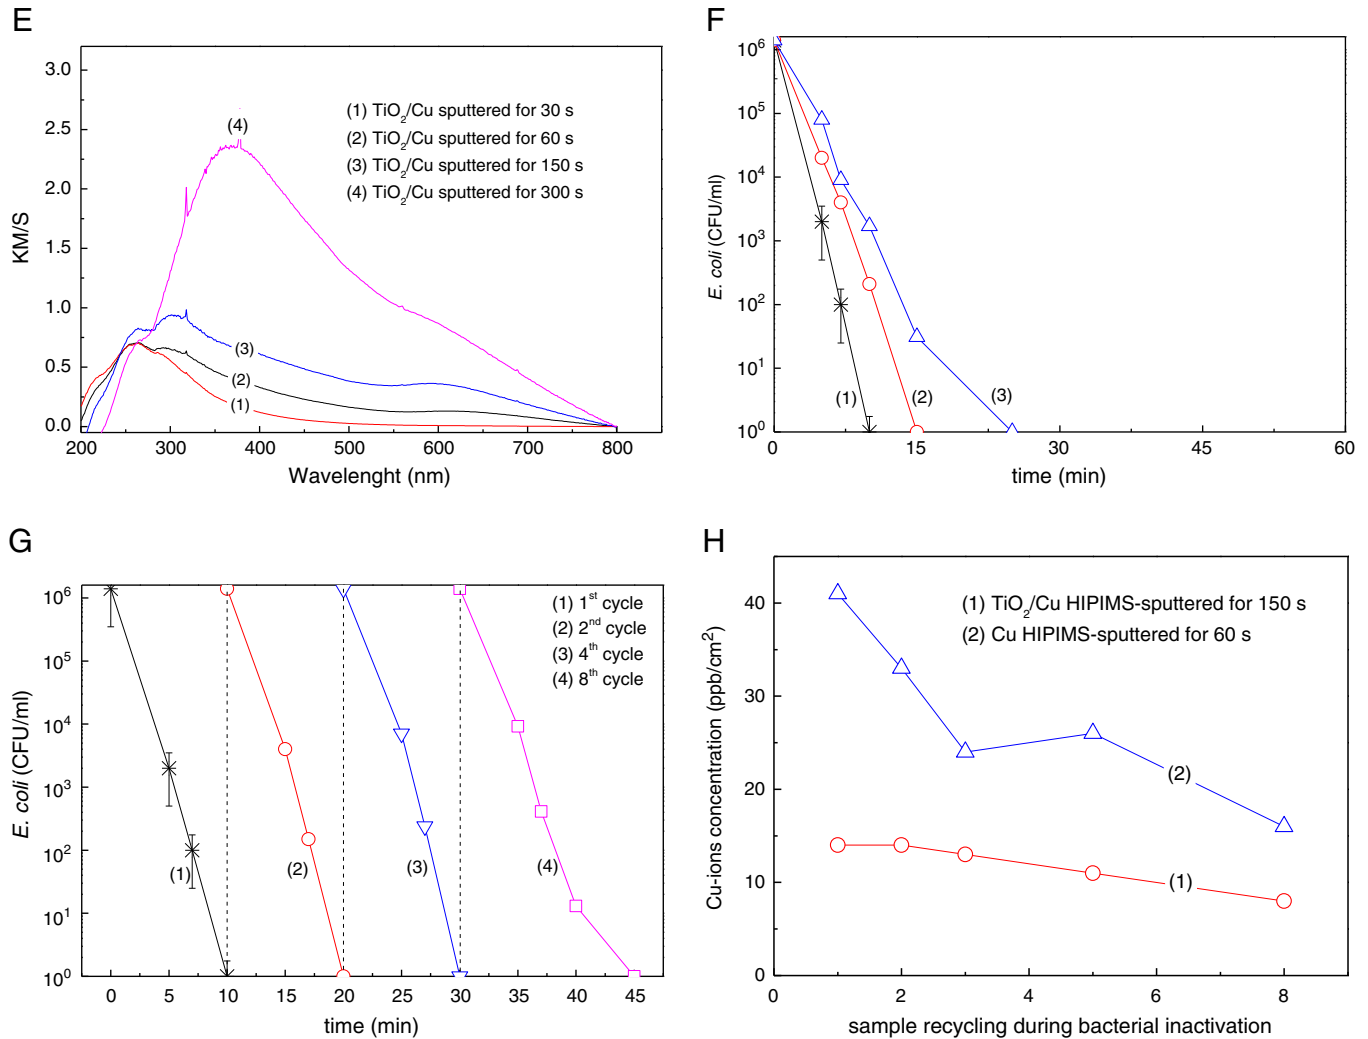 E
3.0
2.5
2.0
1.5
1.0
0.5
0.0
KM/S
200 300 400 500 600 700 800
Wavelenght (nm)
(1) TiO2/Cu sputtered for 30 s
(2) TiO2/Cu sputtered for 60 s
(3) TiO2/Cu sputtered for 150 s
(4) TiO2/Cu sputtered for 300 s
(4)
(3)
(2)
(1)
F
10^6
10^5
10^4
10^3
10^2
10^1
10^0
E. coli (CFU/ml)
0 15 30 45 60
time (min)
(1)
(2)
(3)
G
10^6
10^5
10^4
10^3
10^2
10^1
10^0
E. coli (CFU/ml)
0 5 10 15 20 25 30 35 40 45
time (min)
(1) 1st cycle
(2) 2nd cycle
(3) 4th cycle
(4) 8th cycle
(1)
(2)
(3)
(4)
H
40
30
20
10
0
Cu-ions concentration (ppb/cm2)
0 2 4 6 8
sample recycling during bacterial inactivation
(1) TiO2/Cu HIPIMS-sputtered for 150 s
(2) Cu HIPIMS-sputtered for 60 s
(2)
(1)